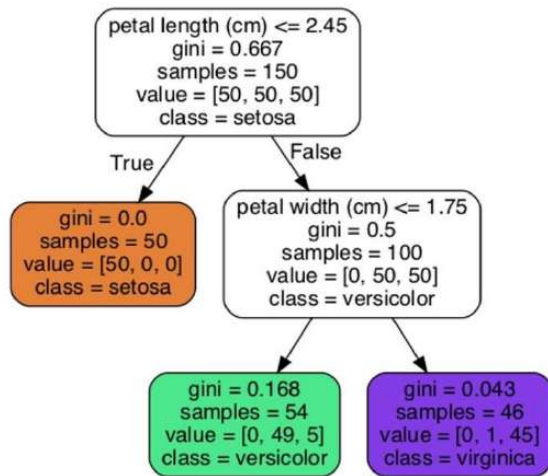 petal length (cm) <= 2.45
gini = 0.667
samples = 150
value = [50, 50, 50]
class = setosa
True
False
gini = 0.0
samples = 50
value = [50, 0, 0]
class = setosa
petal width (cm) <= 1.75
gini = 0.5
samples = 100
value = [0, 50, 50]
class = versicolor
gini = 0.168
samples = 54
value = [0, 49, 5]
class = versicolor
gini = 0.043
samples = 46
value = [0, 1, 45]
class = virginica